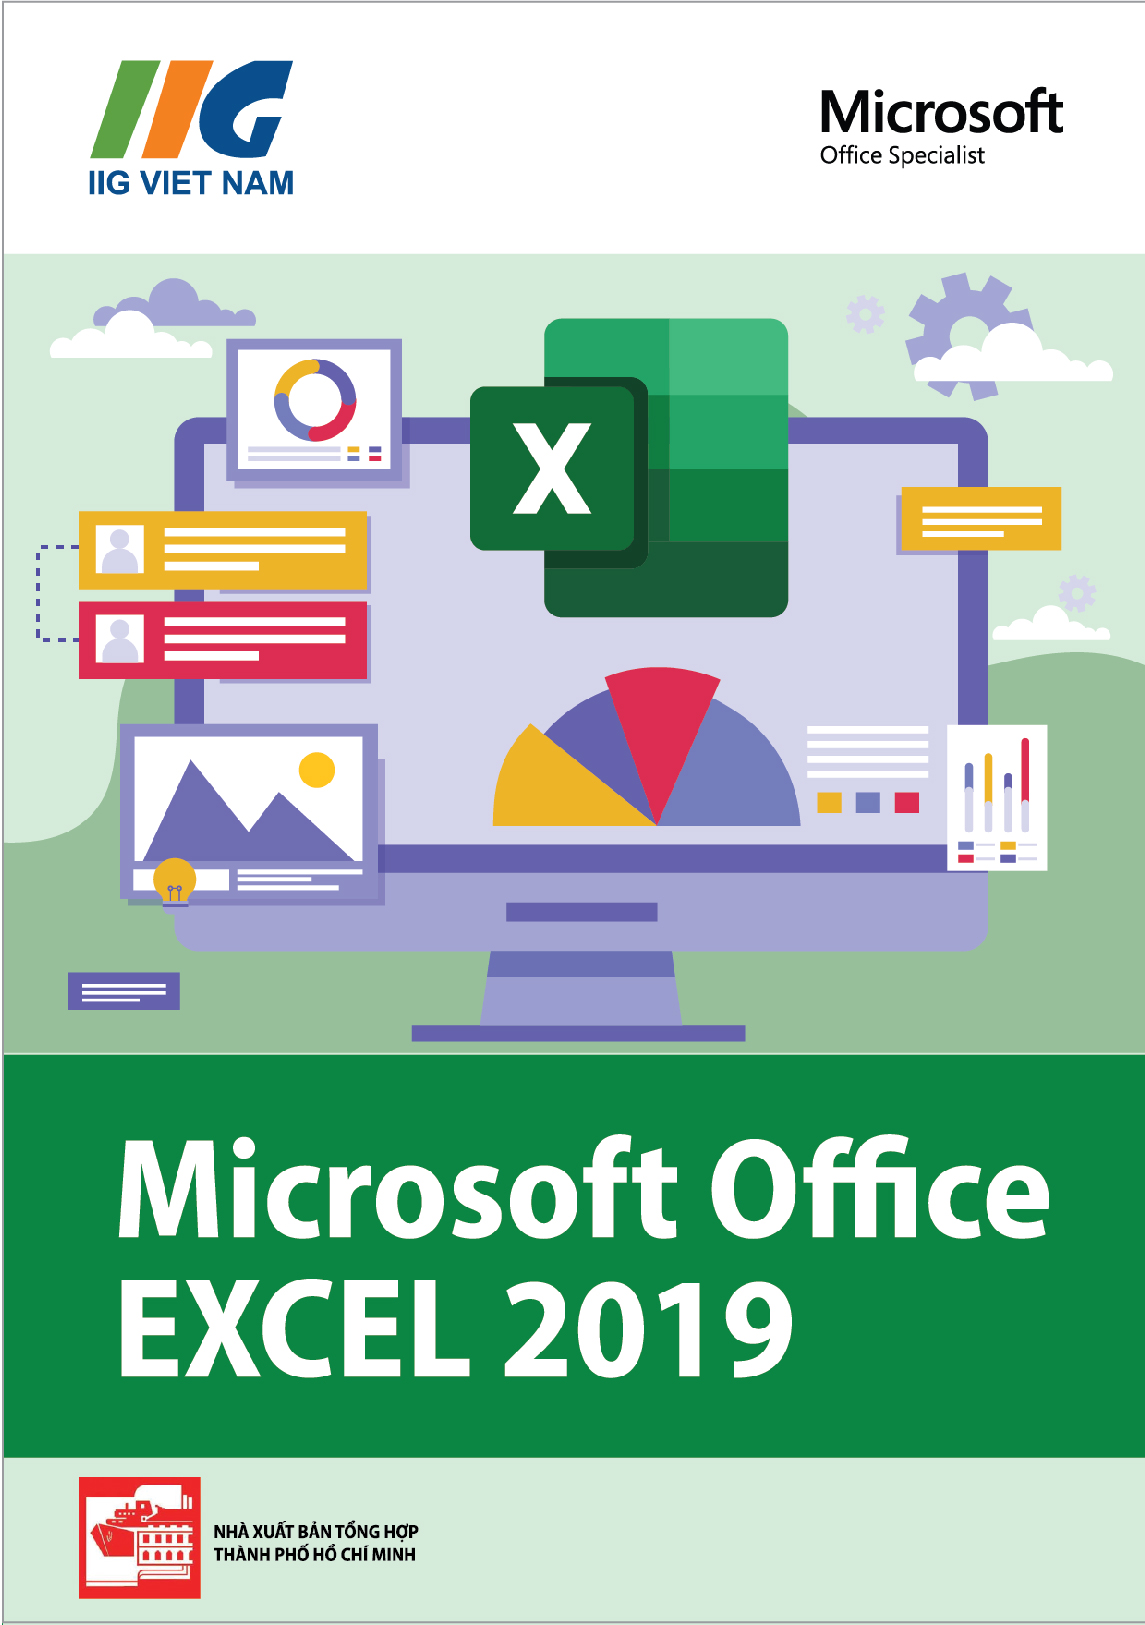 IIG VIET NAM
Microsoft
Office Specialist
X
Microsoft Office
EXCEL 2019
NHÀ XUẤT BẢN TỔNG HỢP
THÀNH PHỐ HỒ CHÍ MINH